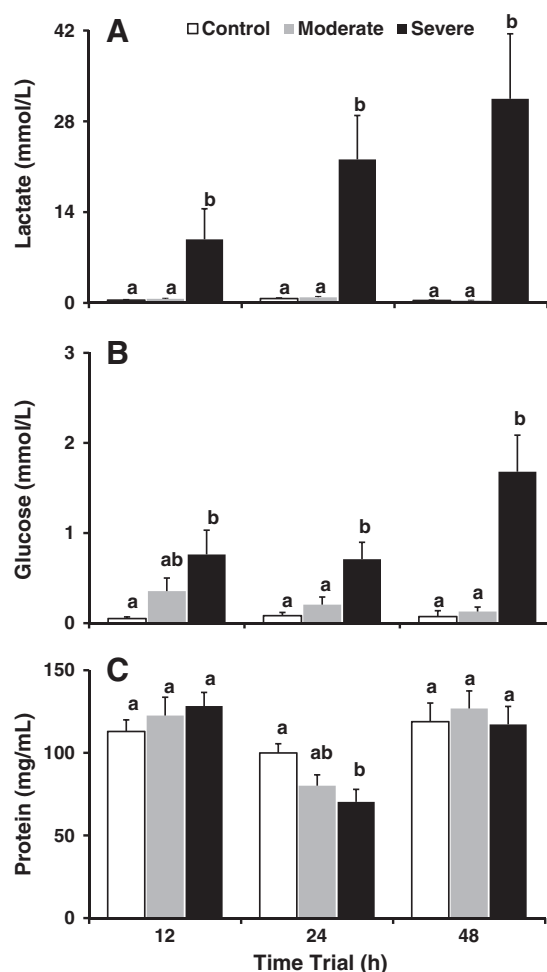 A
Control Moderate Severe
Lactate (mmol/L)
42
28
14
0
a a b
a a b
a a b
B
Glucose (mmol/L)
3
2
1
0
a ab b
a a b
a a b
C
Protein (mg/mL)
150
100
50
0
a a a
a ab b
a a a
12 24 48
Time Trial (h)